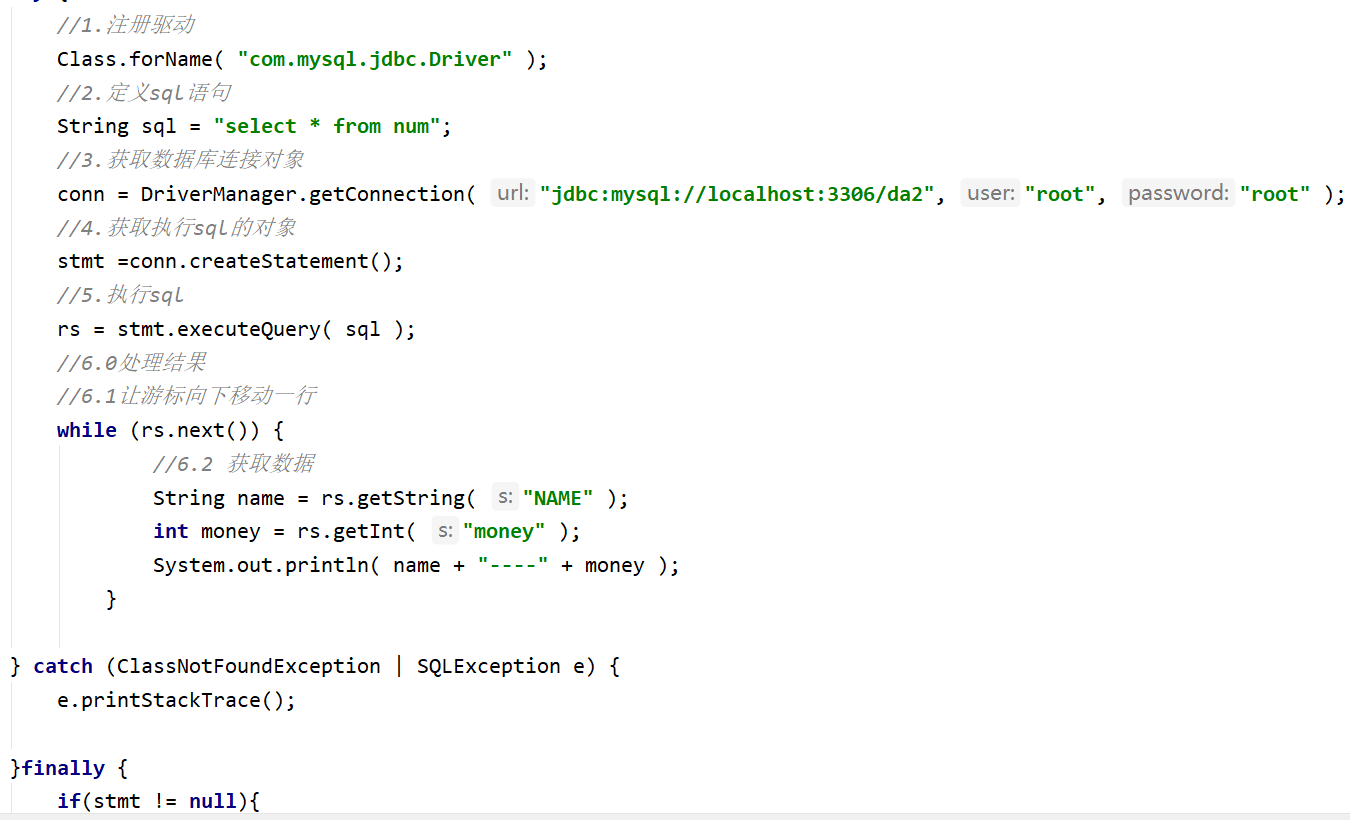 //1.注册驱动
Class.forName( "com.mysql.jdbc.Driver" );
//2.定义sql语句
String sql = "select * from num";
//3.获取数据库连接对象
conn = DriverManager.getConnection( url: "jdbc:mysql://localhost:3306/da2", user: "root", password: "root" );
//4.获取执行sql的对象
stmt =conn.createStatement();
//5.执行sql
rs = stmt.executeQuery( sql );
//6.0处理结果
//6.1让游标向下移动一行
while (rs.next()) {
//6.2 获取数据
String name = rs.getString( s: "NAME" );
int money = rs.getInt( s: "money" );
System.out.println( name + "----" + money );
}
} catch (ClassNotFoundException | SQLException e) {
e.printStackTrace();
}finally {
if(stmt != null){